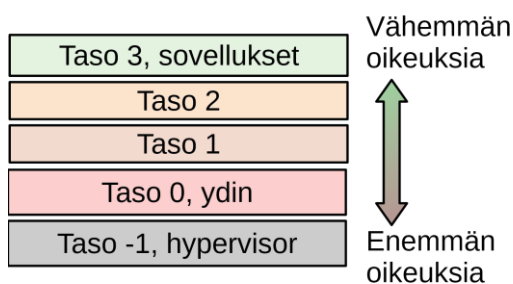 Vähemmän
oikeuksia
Taso 3, sovellukset
Taso 2
Taso 1
Taso 0, ydin
Taso -1, hypervisor
Enemmän
oikeuksia